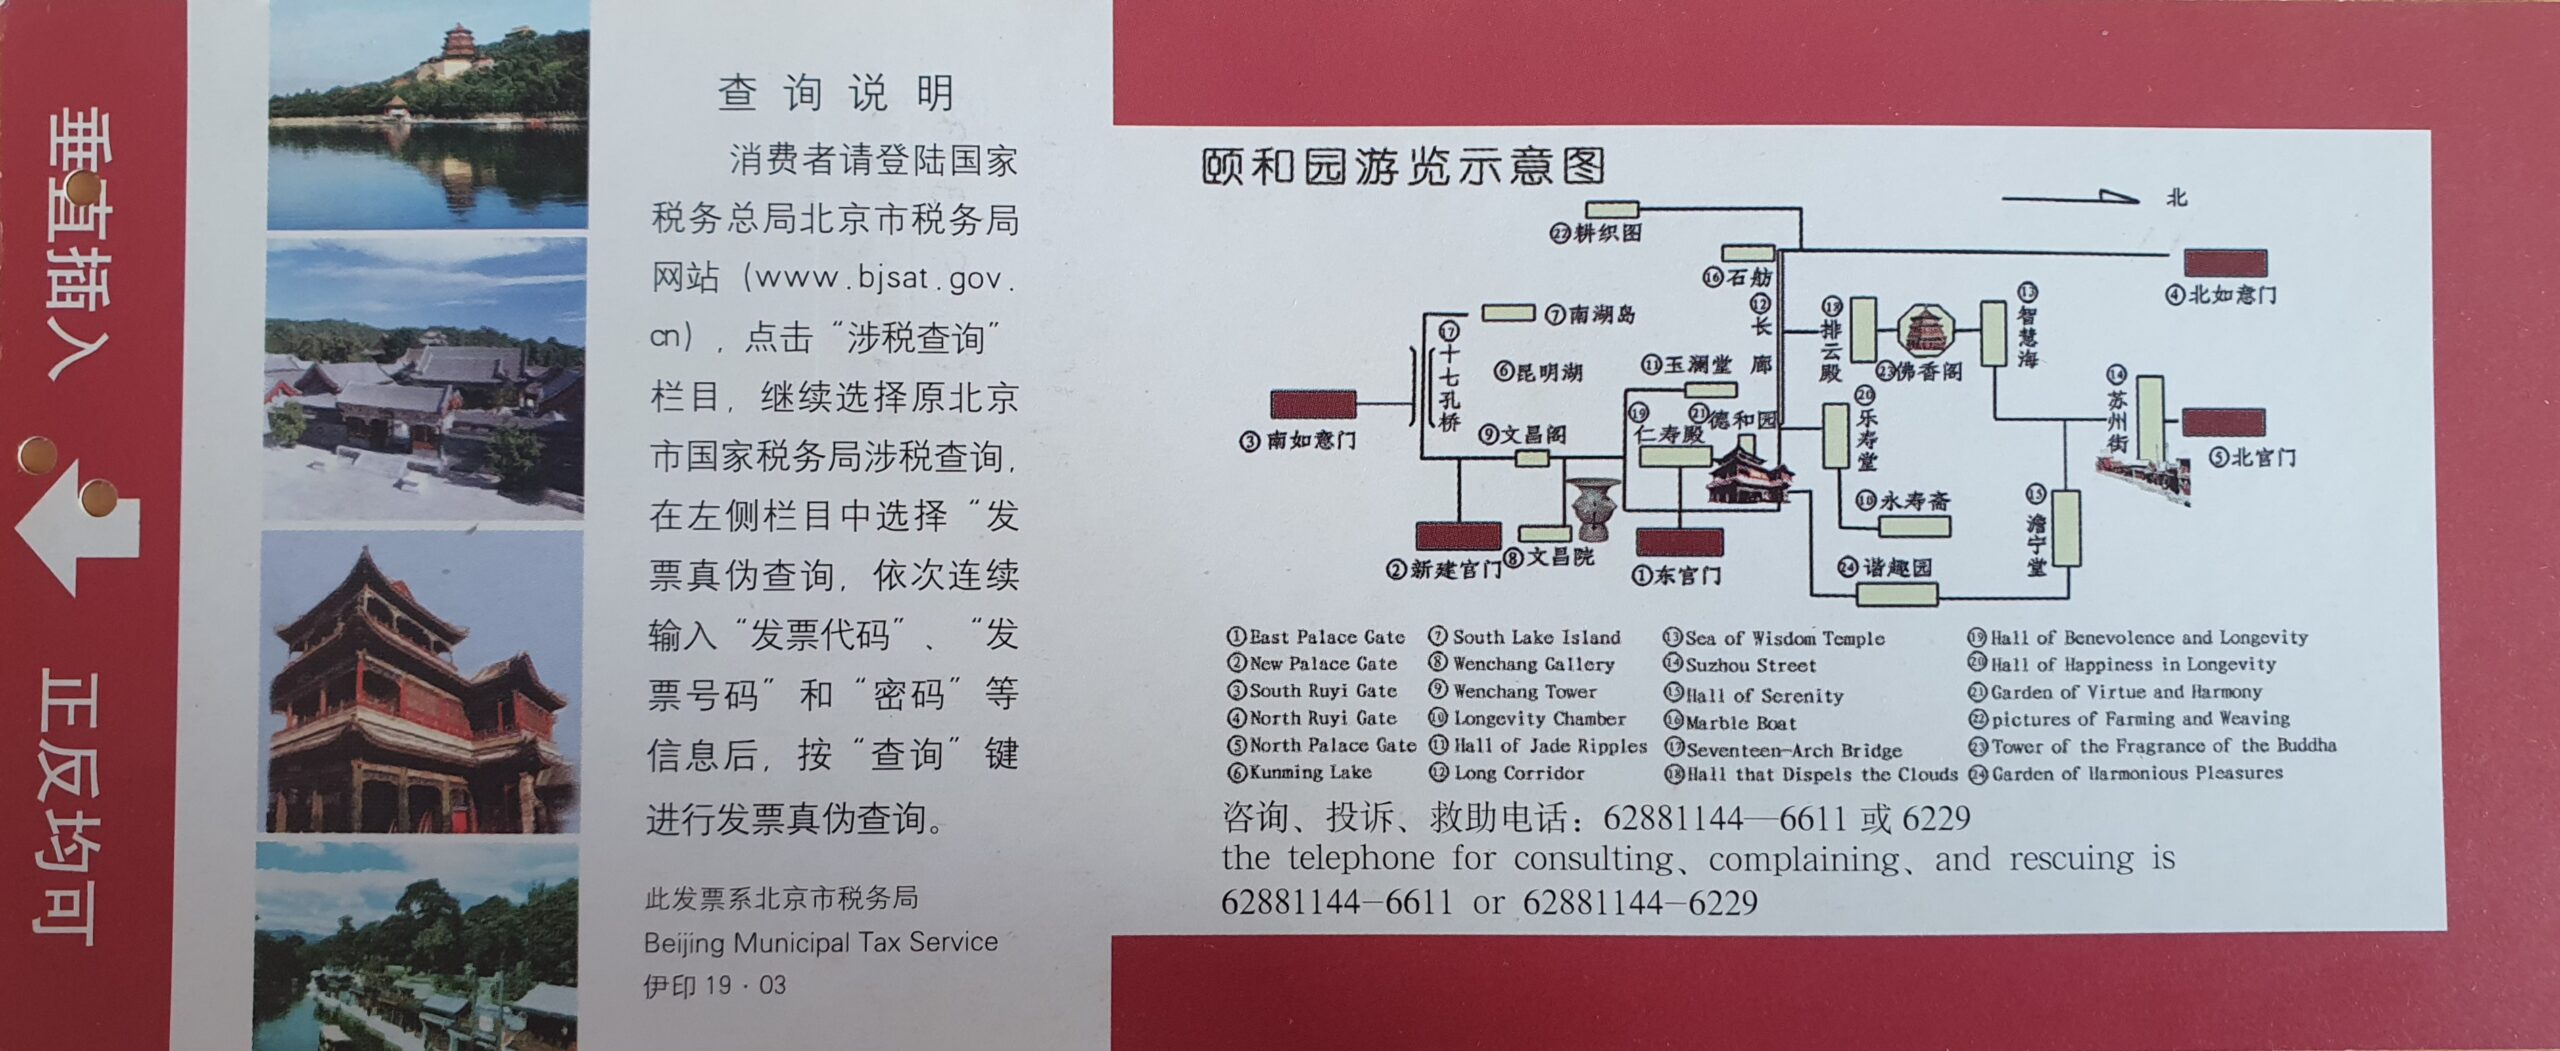 垂直插入
正反均可
查询说明
消费者请登陆国家
税务总局北京市税务局
网站（www.bjsat.gov.
cn），点击“涉税查询”
栏目，继续选择原北京
市国家税务局涉税查询，
在左侧栏目中选择“发
票真伪查询，依次连续
输入“发票代码”、“发
票号码”和“密码”等
信息后，按“查询”键
进行发票真伪查询。
此发票系北京市税务局
Beijing Municipal Tax Service
伊印 19·03
颐和园游览示意图
北
㉒耕织图
⑯石舫
④北如意门
⑦南湖岛
⑰十七孔桥
⑫长廊
⑱排云殿
㉓佛香阁
⑬智慧海
⑥昆明湖
⑪玉澜堂
⑭苏州街
③南如意门
⑨文昌阁
⑲仁寿殿
㉑德和园
⑳乐寿堂
⑤北宫门
⑩永寿斋
⑮澹宁堂
②新建宫门
⑧文昌院
①东宫门
㉔谐趣园
①East Palace Gate
②New Palace Gate
③South Ruyi Gate
④North Ruyi Gate
⑤North Palace Gate
⑥Kunming Lake
⑦South Lake Island
⑧Wenchang Gallery
⑨Wenchang Tower
⑩Longevity Chamber
⑪Hall of Jade Ripples
⑫Long Corridor
⑬Sea of Wisdom Temple
⑭Suzhou Street
⑮Hall of Serenity
⑯Marble Boat
⑰Seventeen-Arch Bridge
⑱Hall that Dispels the Clouds
⑲Hall of Benevolence and Longevity
⑳Hall of Happiness in Longevity
㉑Garden of Virtue and Harmony
㉒pictures of Farming and Weaving
㉓Tower of the Fragrance of the Buddha
㉔Garden of Harmonious Pleasures
咨询、投诉、救助电话：62881144—6611 或 6229
the telephone for consulting、complaining、and rescuing is
62881144-6611 or 62881144-6229